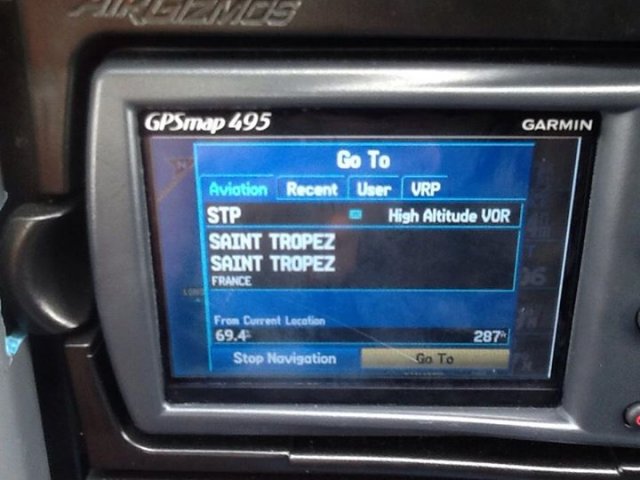 AIRGIZMOS
GPSmap 495 GARMIN
Go To
Aviation Recent User VRP
STP High Altitude VOR
SAINT TROPEZ
SAINT TROPEZ
FRANCE
From Current Location
69.4 287
Stop Navigation Go To